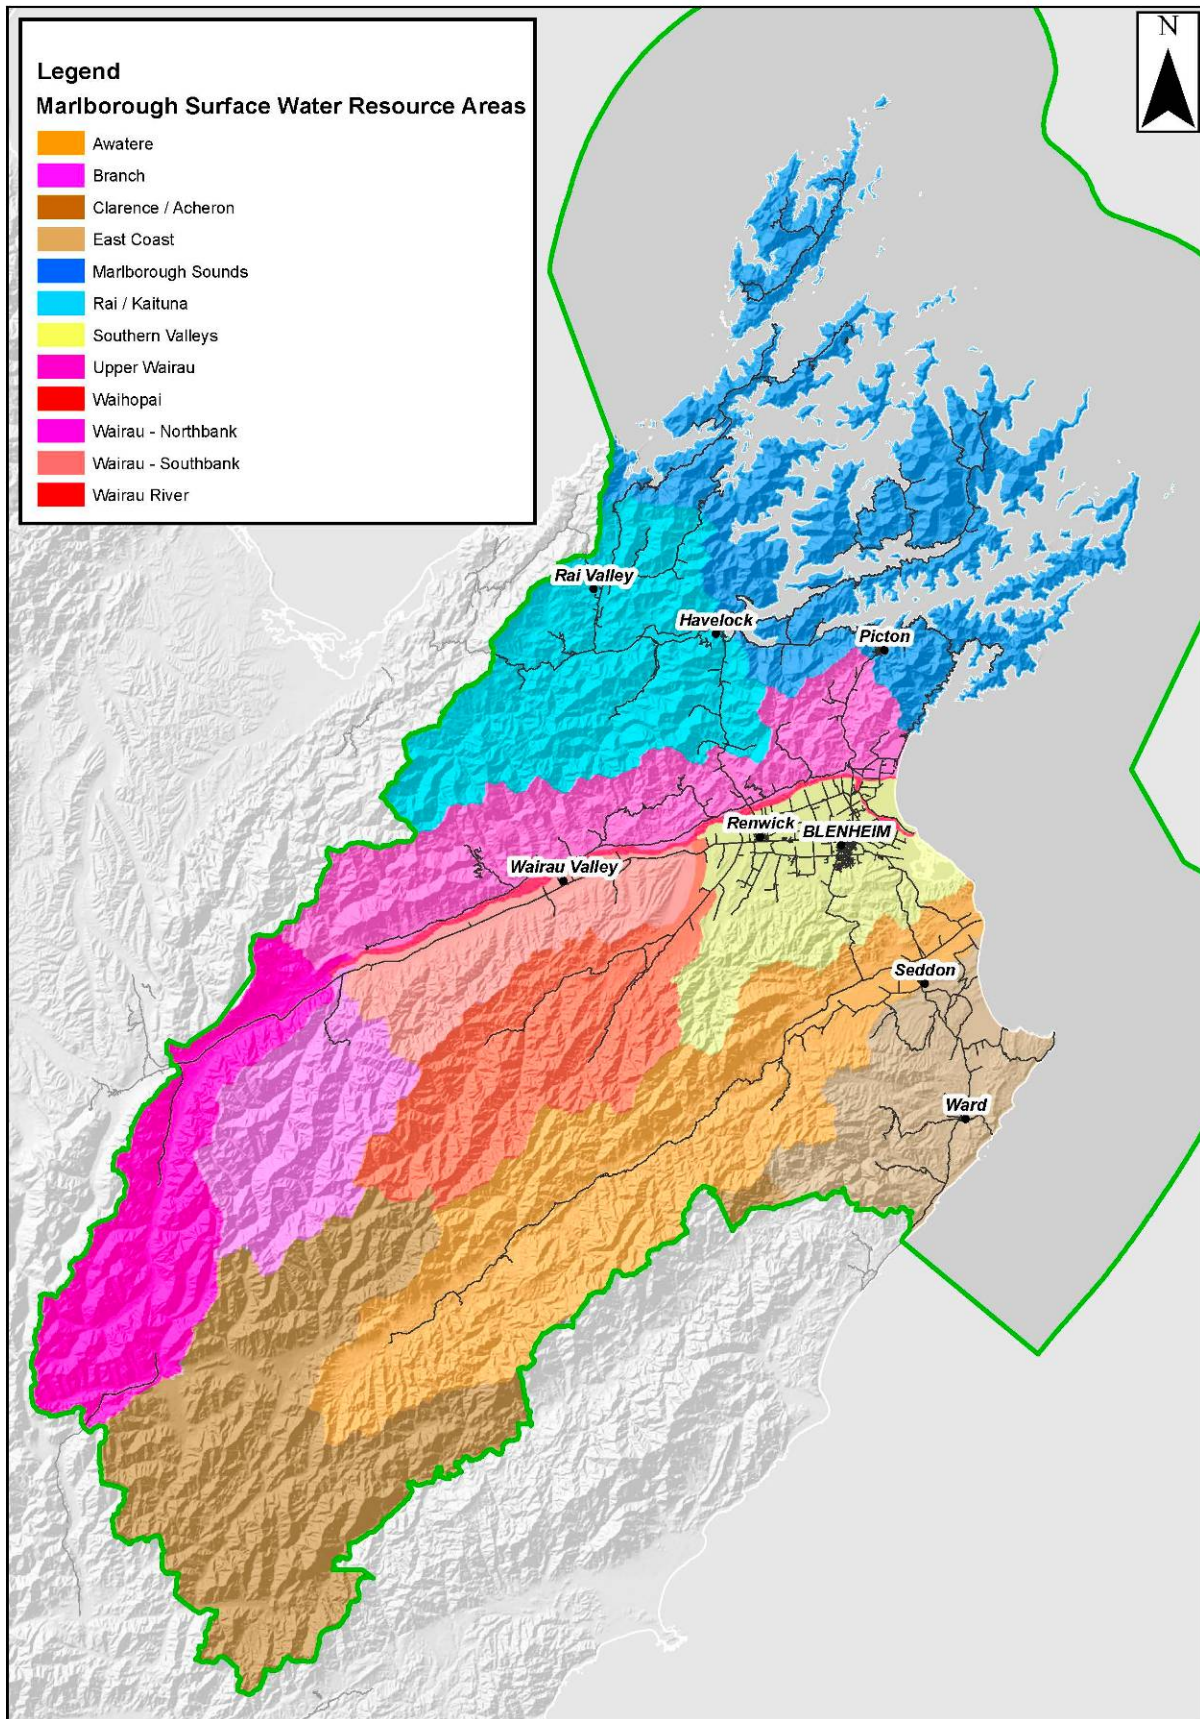 N
Legend
Marlborough Surface Water Resource Areas
Awatere
Branch
Clarence / Acheron
East Coast
Marlborough Sounds
Rai / Kaituna
Southern Valleys
Upper Wairau
Waihopai
Wairau - Northbank
Wairau - Southbank
Wairau River
Rai Valley
Havelock
Picton
Renwick
BLENHEIM
Wairau Valley
Seddon
Ward